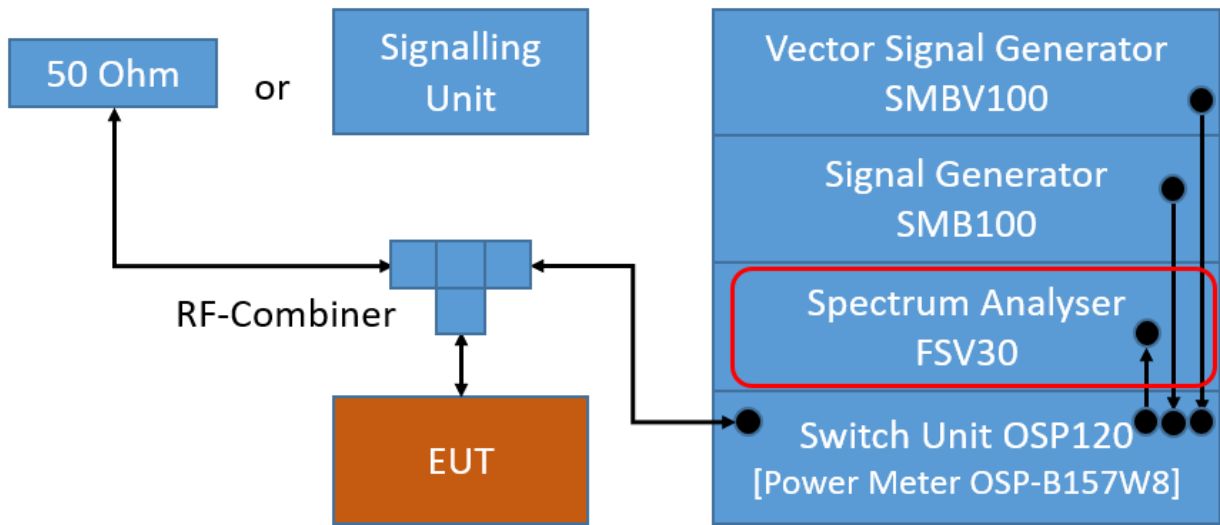 50 Ohm
or
Signalling
Unit
Vector Signal Generator
SMBV100
Signal Generator
SMB100
RF-Combiner
Spectrum Analyser
FSV30
EUT
Switch Unit OSP120
[Power Meter OSP-B157W8]